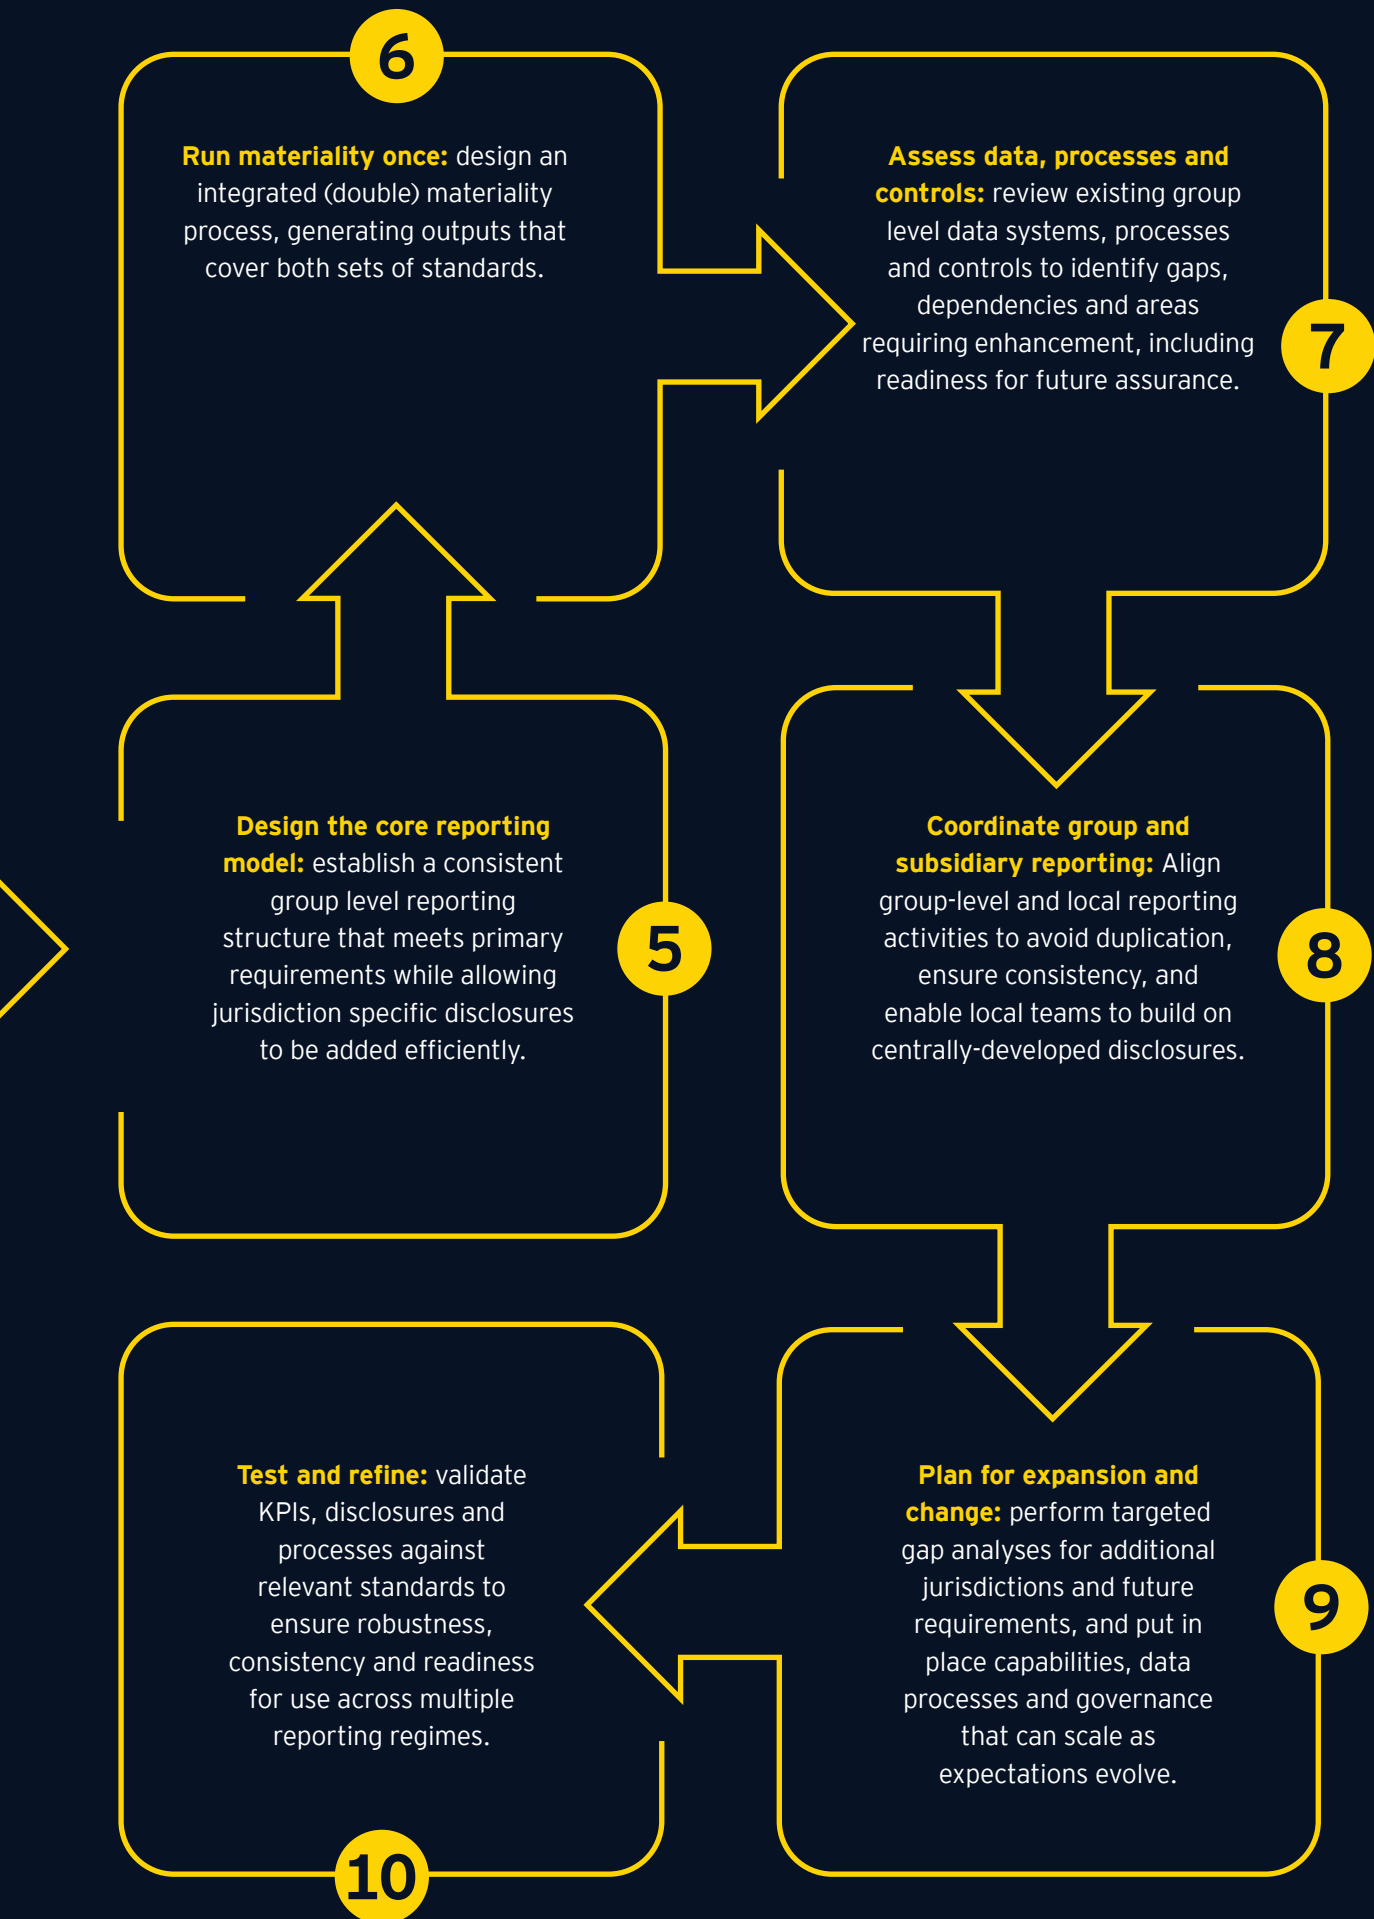 6
Run materiality once: design an
integrated (double) materiality
process, generating outputs that
cover both sets of standards.
Assess data, processes and
controls: review existing group
level data systems, processes
and controls to identify gaps,
dependencies and areas
requiring enhancement, including
readiness for future assurance.
7
Design the core reporting
model: establish a consistent
group level reporting
structure that meets primary
requirements while allowing
jurisdiction specific disclosures
to be added efficiently.
5
Coordinate group and
subsidiary reporting: Align
group-level and local reporting
activities to avoid duplication,
ensure consistency, and
enable local teams to build on
centrally-developed disclosures.
8
Test and refine: validate
KPIs, disclosures and
processes against
relevant standards to
ensure robustness,
consistency and readiness
for use across multiple
reporting regimes.
10
Plan for expansion and
change: perform targeted
gap analyses for additional
jurisdictions and future
requirements, and put in
place capabilities, data
processes and governance
that can scale as
expectations evolve.
9